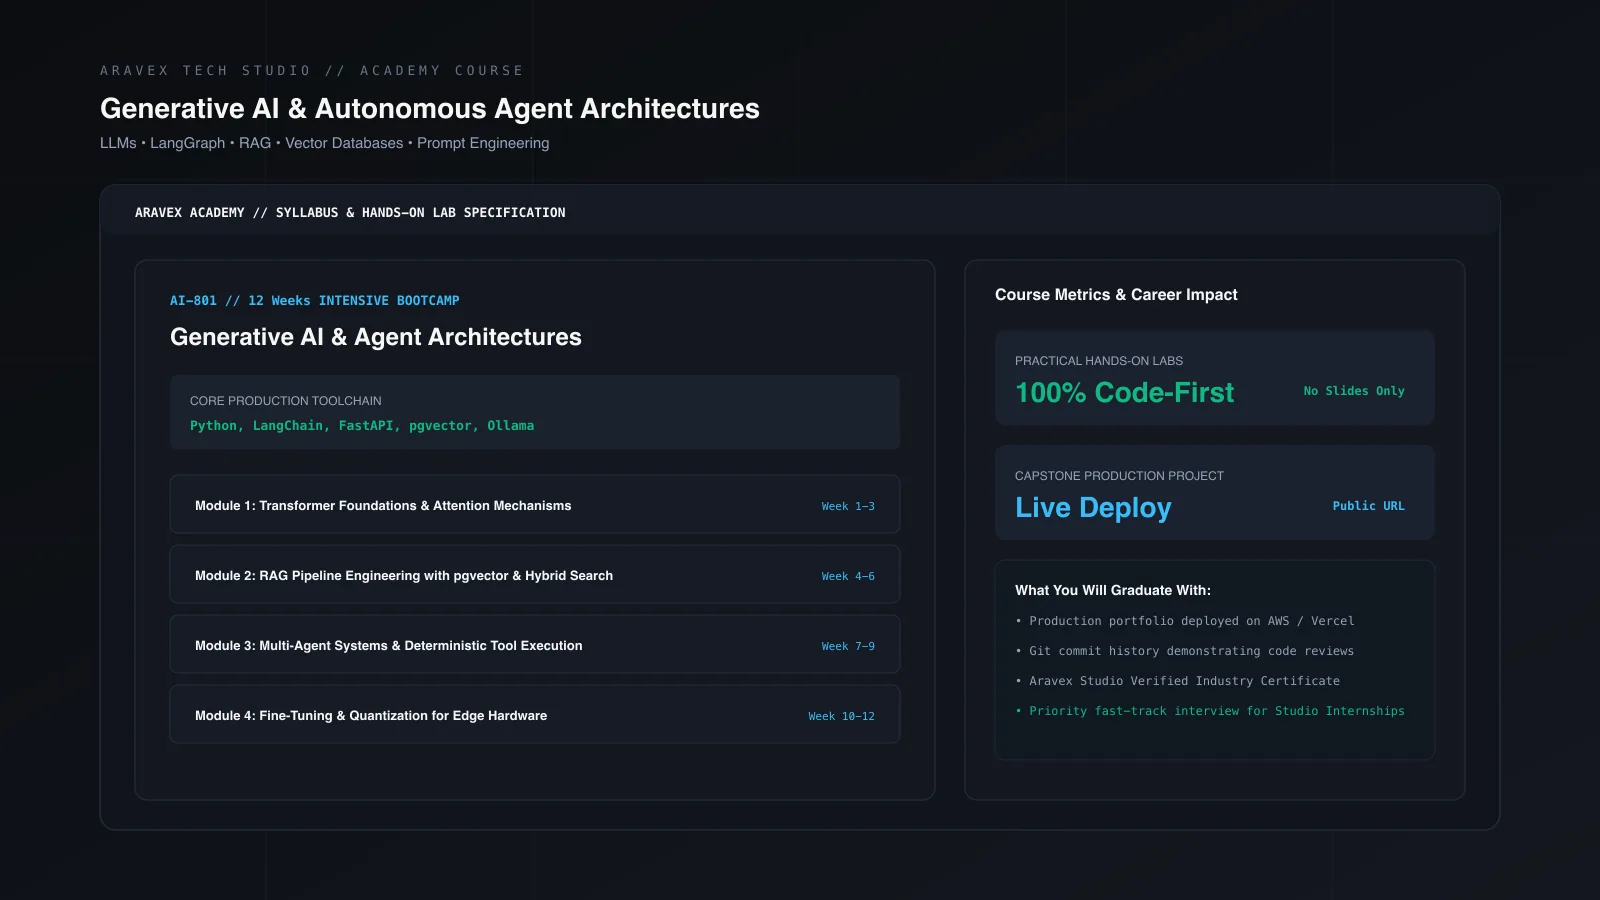 ARAVEX TECH STUDIO // ACADEMY COURSE
Generative AI & Autonomous Agent Architectures
LLMs • LangGraph • RAG • Vector Databases • Prompt Engineering
ARAVEX ACADEMY // SYLLABUS & HANDS-ON LAB SPECIFICATION
AI-801 // 12 Weeks INTENSIVE BOOTCAMP
Generative AI & Agent Architectures
CORE PRODUCTION TOOLCHAIN
Python, LangChain, FastAPI, pgvector, Ollama
Module 1: Transformer Foundations & Attention Mechanisms Week 1-3
Module 2: RAG Pipeline Engineering with pgvector & Hybrid Search Week 4-6
Module 3: Multi-Agent Systems & Deterministic Tool Execution Week 7-9
Module 4: Fine-Tuning & Quantization for Edge Hardware Week 10-12
Course Metrics & Career Impact
PRACTICAL HANDS-ON LABS
100% Code-First No Slides Only
CAPSTONE PRODUCTION PROJECT
Live Deploy Public URL
What You Will Graduate With:
• Production portfolio deployed on AWS / Vercel
• Git commit history demonstrating code reviews
• Aravex Studio Verified Industry Certificate
• Priority fast-track interview for Studio Internships